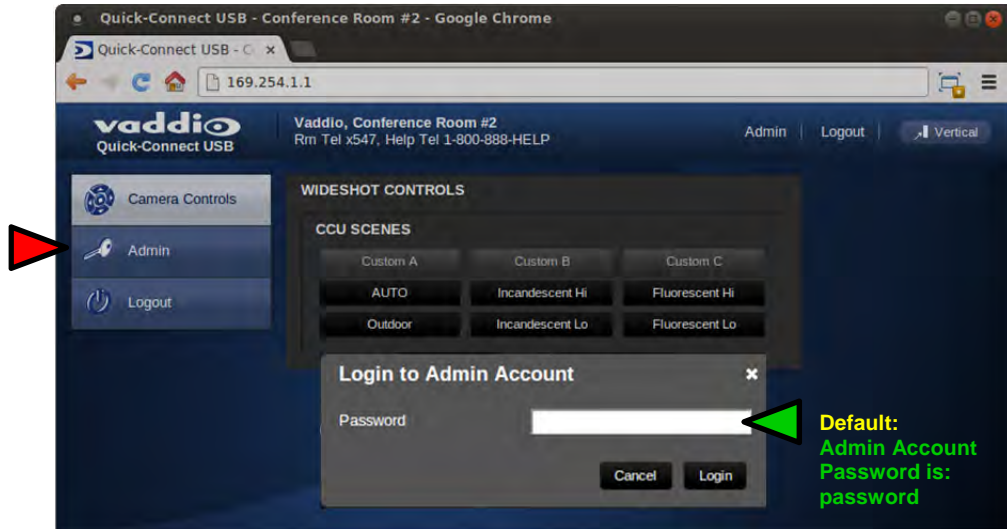 Quick-Connect USB - Conference Room #2 - Google Chrome
Quick-Connect USB - C
169.254.1.1
vaddio
Quick-Connect USB
Vaddio, Conference Room #2
Rm Tel x547, Help Tel 1-800-888-HELP
Admin
Logout
Vertical
Camera Controls
Admin
Logout
WIDESHOT CONTROLS
CCU SCENES
Custom A
Custom B
Custom C
AUTO
Incandescent Hi
Fluorescent Hi
Outdoor
Incandescent Lo
Fluorescent Lo
Login to Admin Account
Password
Cancel
Login
Default:
Admin Account
Password is:
password